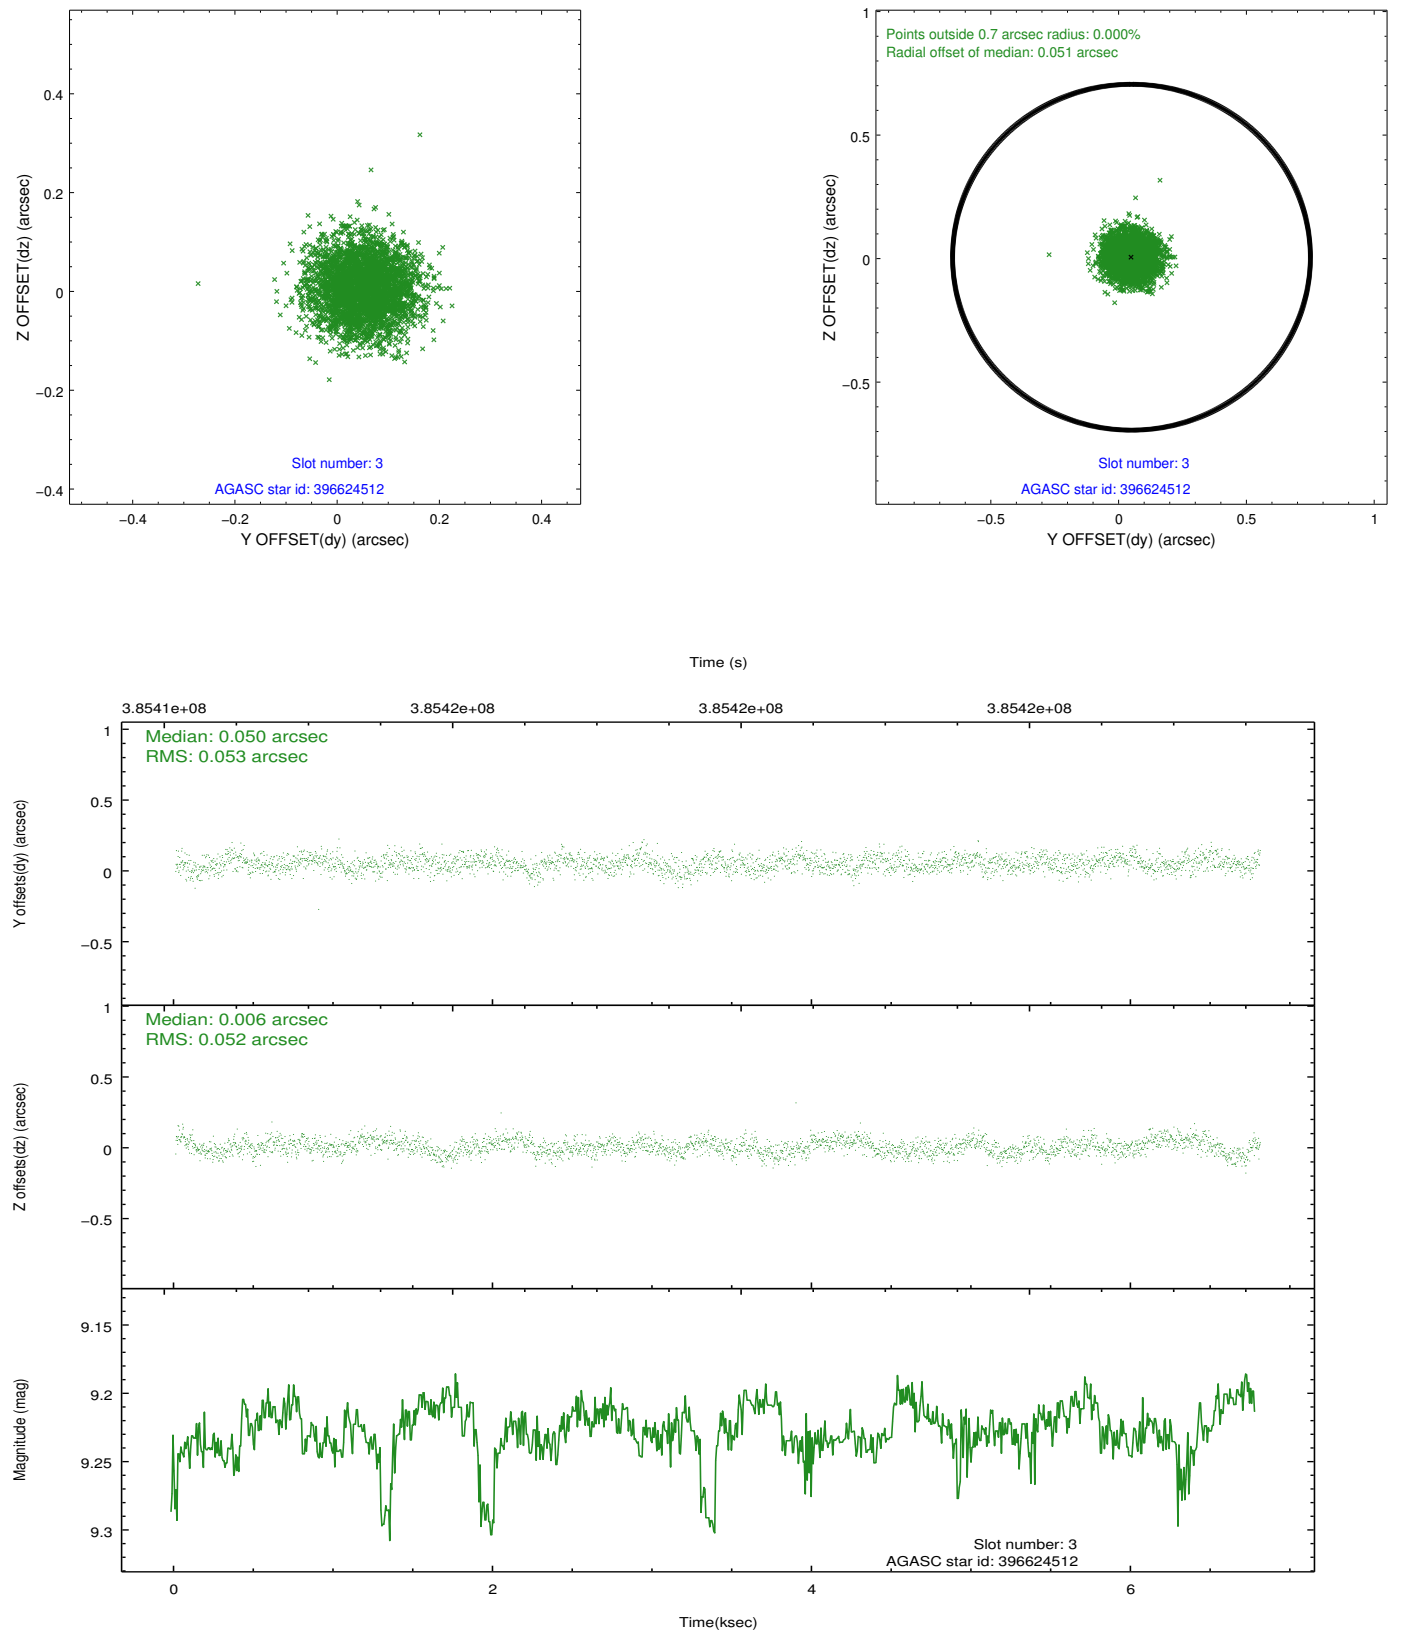 0.4
0.2
0
−0.2
−0.4
Z OFFSET(dz) (arcsec)
Slot number: 3
AGASC star id: 396624512
−0.4 −0.2 0 0.2 0.4
Y OFFSET(dy) (arcsec)
Points outside 0.7 arcsec radius: 0.000%
Radial offset of median: 0.051 arcsec
1
0.5
0
−0.5
Z OFFSET(dz) (arcsec)
Slot number: 3
AGASC star id: 396624512
−0.5 0 0.5 1
Y OFFSET(dy) (arcsec)
Time (s)
3.8541e+08 3.8542e+08 3.8542e+08 3.8542e+08
Median: 0.050 arcsec
RMS: 0.053 arcsec
1
0.5
0
−0.5
Y offsets(dy) (arcsec)
Median: 0.006 arcsec
RMS: 0.052 arcsec
1
0.5
0
−0.5
Z offsets(dz) (arcsec)
9.15
9.2
9.25
9.3
Magnitude (mag)
Slot number: 3
AGASC star id: 396624512
0 2 4 6
Time(ksec)